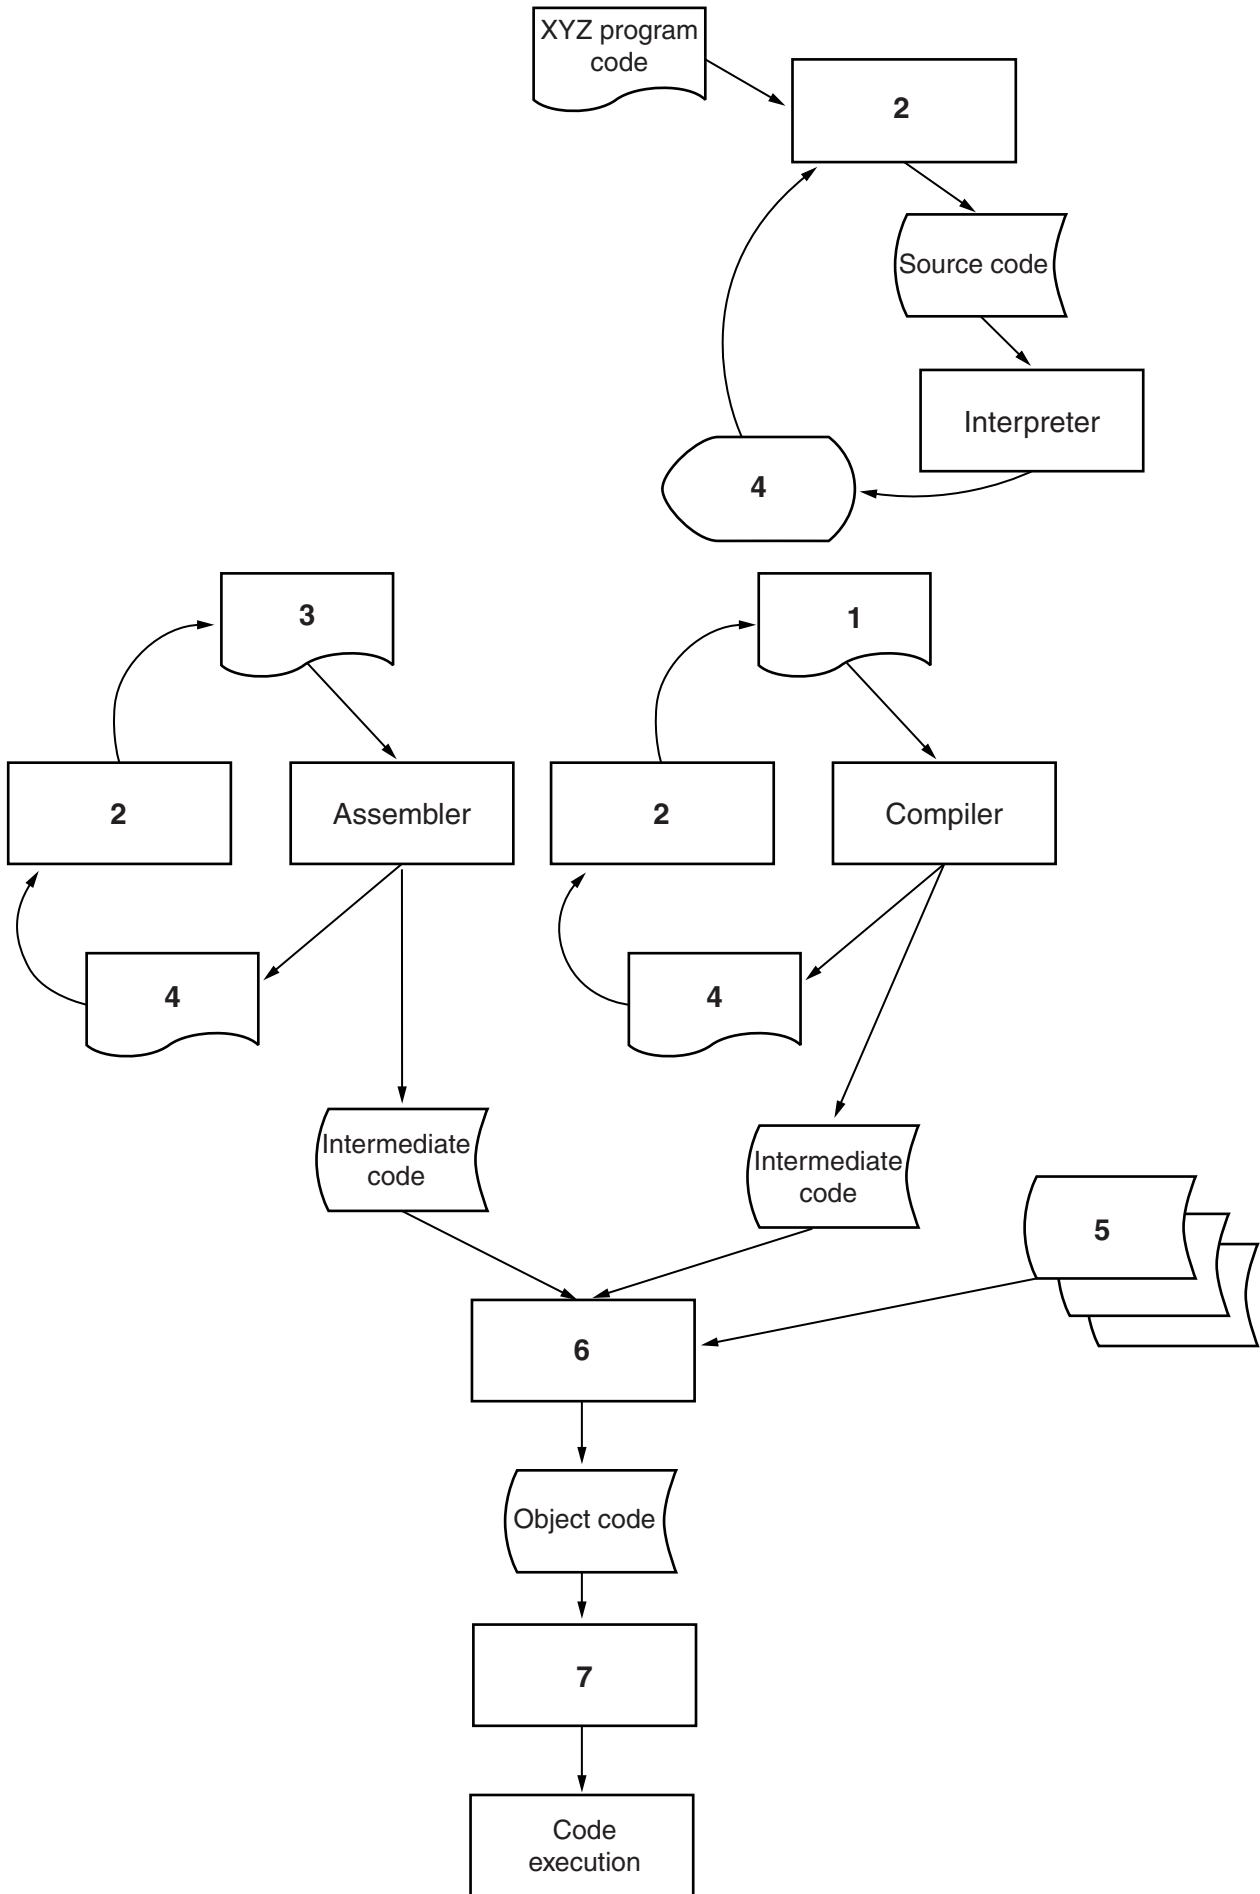 XYZ program
code
2
Source code
Interpreter
4
3
1
2
Assembler
2
Compiler
4
4
Intermediate
code
Intermediate
code
5
6
Object code
7
Code
execution